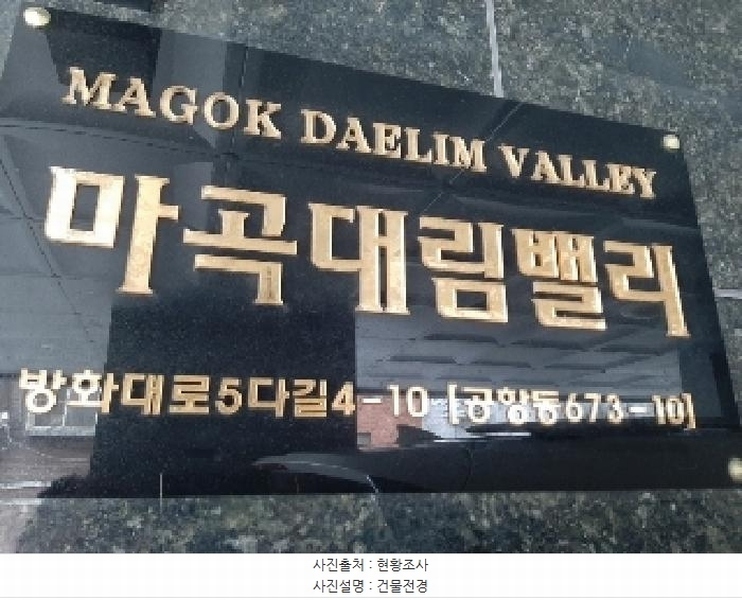 MAGOK DAELIM VALLEY
마곡대림밸리
방화대로5다길4-10 [공항동673-10]
사진출처 : 현황조사
사진설명 : 건물전경